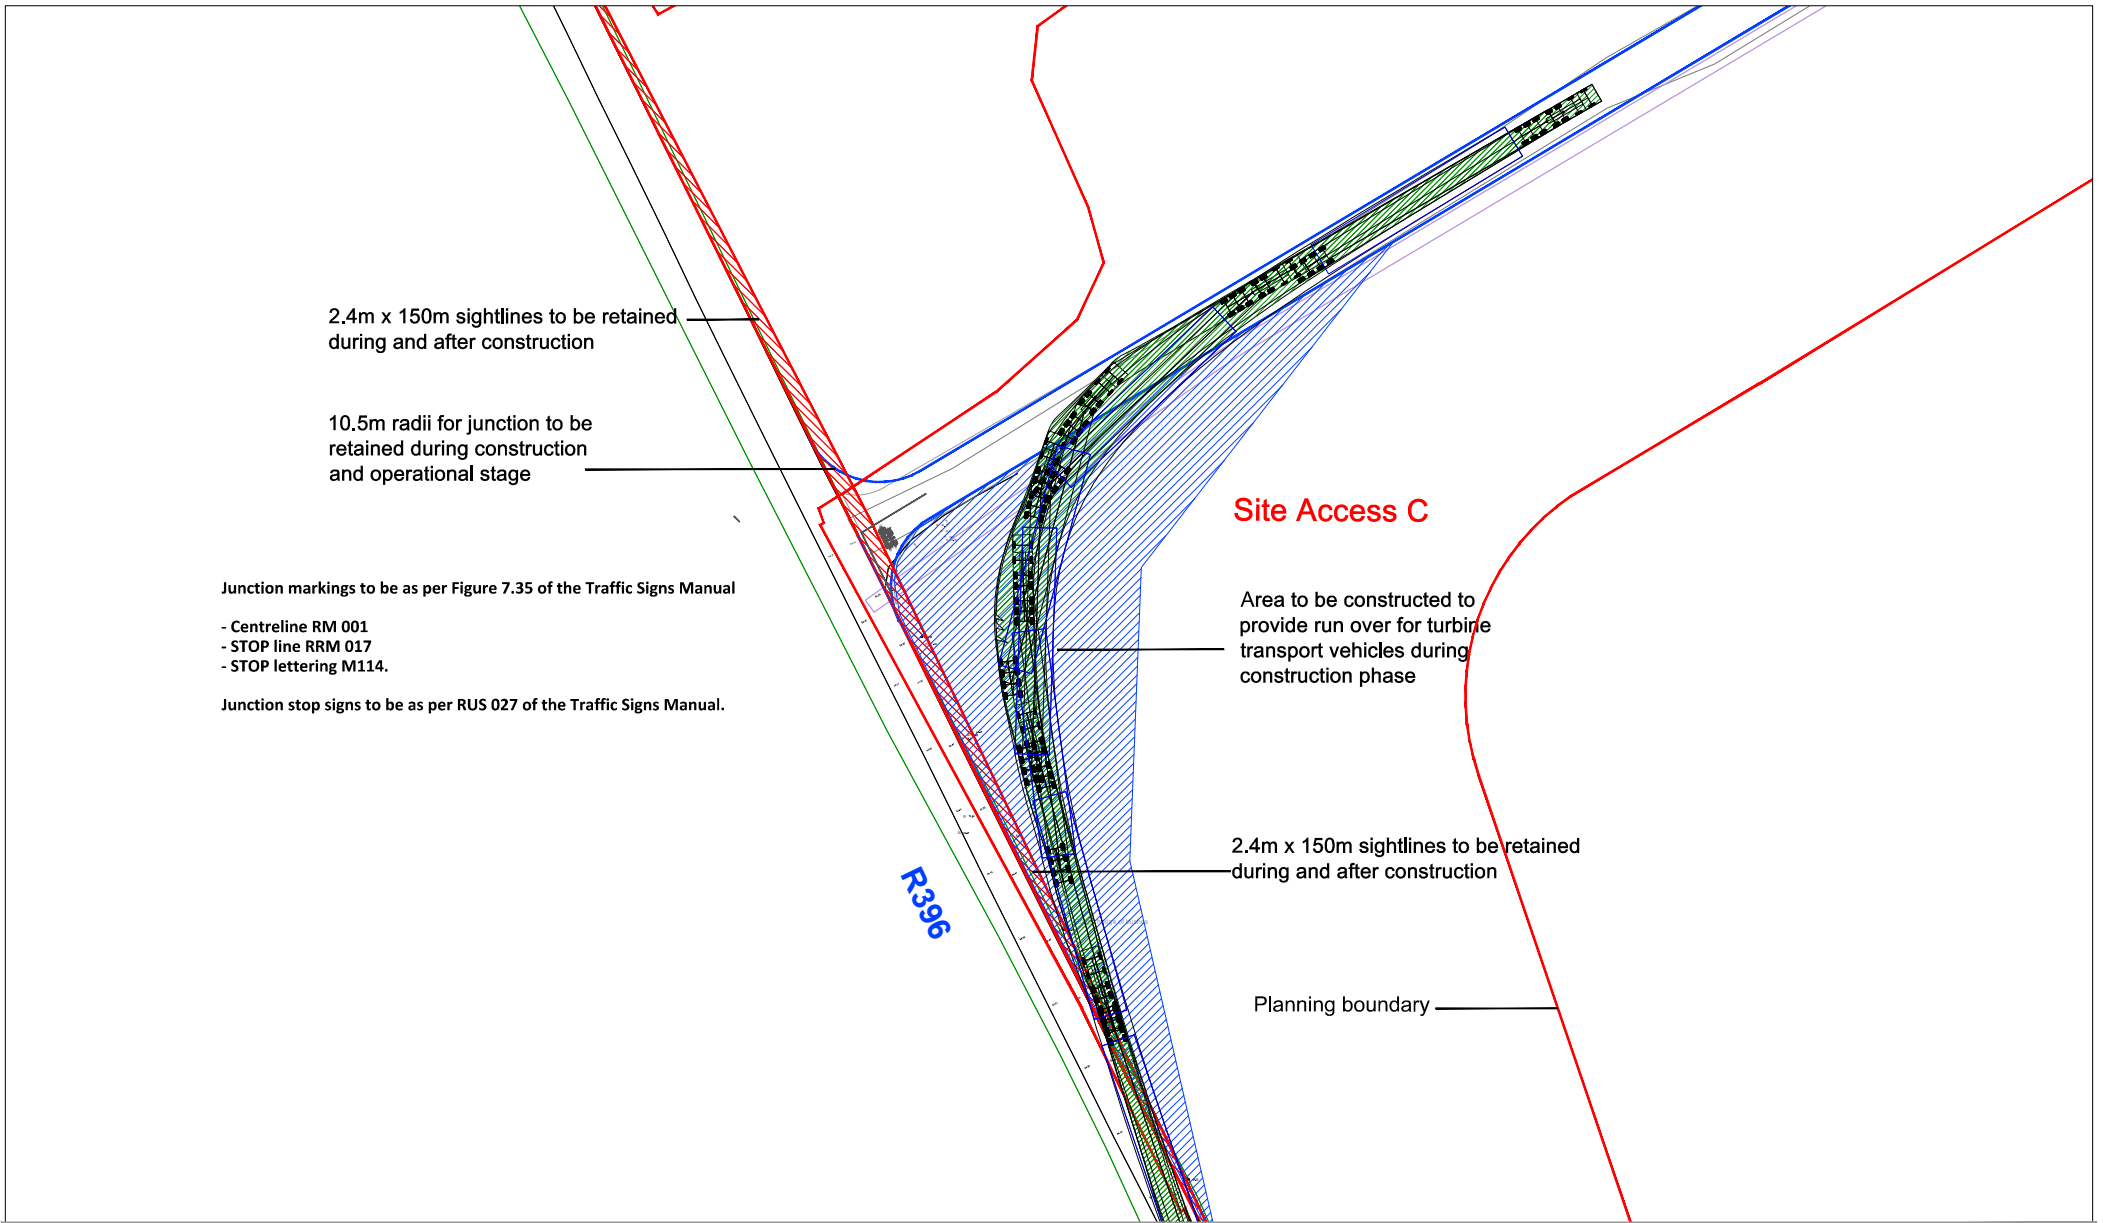 2.4m x 150m sightlines to be retained
during and after construction
10.5m radii for junction to be
retained during construction
and operational stage
Site Access C
Junction markings to be as per Figure 7.35 of the Traffic Signs Manual
- Centreline RM 001
- STOP line RRM 017
- STOP lettering M114.
Junction stop signs to be as per RUS 027 of the Traffic Signs Manual.
Area to be constructed to
provide run over for turbine
transport vehicles during
construction phase
2.4m x 150m sightlines to be retained
during and after construction
R396
Planning boundary